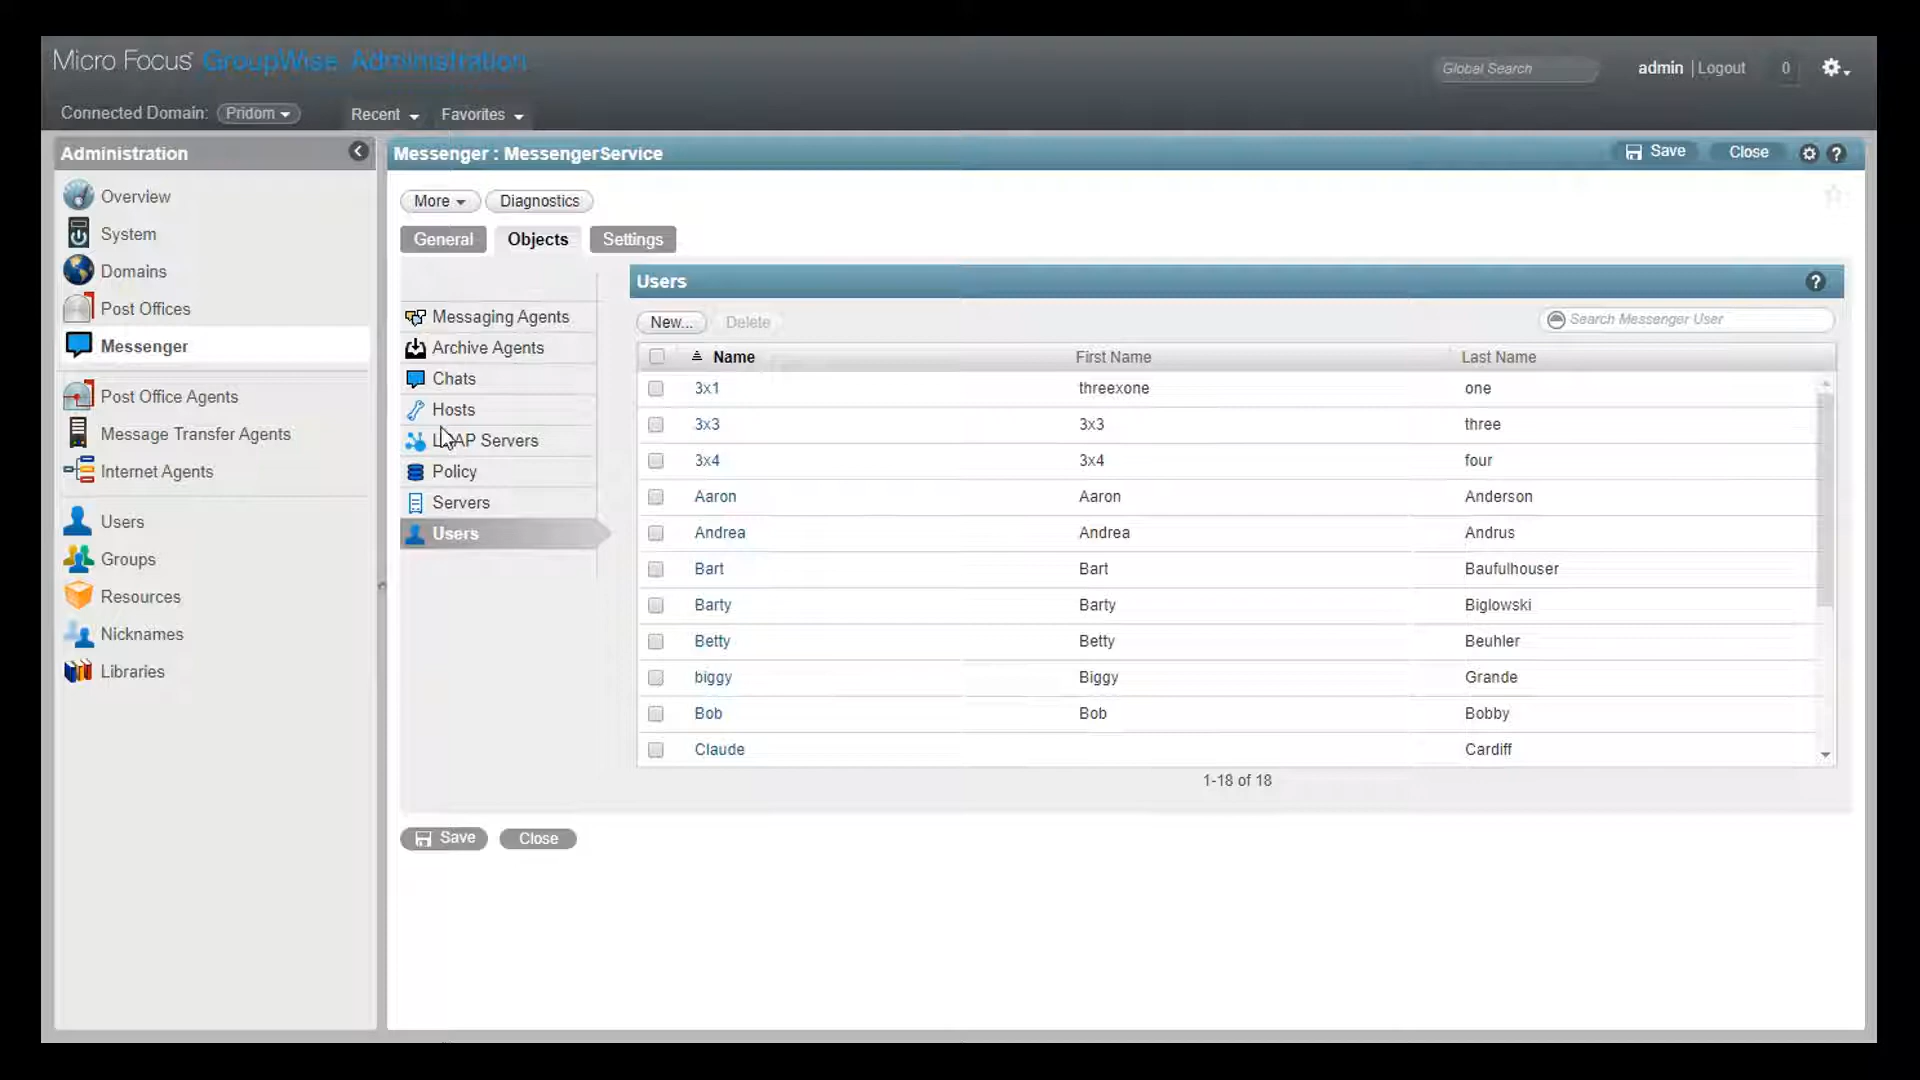 Micro Focus GroupWise Administration
Global Search
admin | Logout
0
Connected Domain: Pridom
Recent
Favorites
Administration
Overview
System
Domains
Post Offices
Messenger
Post Office Agents
Message Transfer Agents
Internet Agents
Users
Groups
Resources
Nicknames
Libraries
Messenger : MessengerService
Save
Close
?
More
Diagnostics
General
Objects
Settings
Messaging Agents
Archive Agents
Chats
Hosts
Servers
Policy
Servers
Users
Users
?
New...
Delete
Search Messenger User
Name First Name Last Name
3x1 threexone one
3x3 3x3 three
3x4 3x4 four
Aaron Aaron Anderson
Andrea Andrea Andrus
Bart Bart Baufulhouser
Barty Barty Biglowski
Betty Betty Beuhler
biggy Biggy Grande
Bob Bob Bobby
Claude Cardiff
1-18 of 18
Save
Close